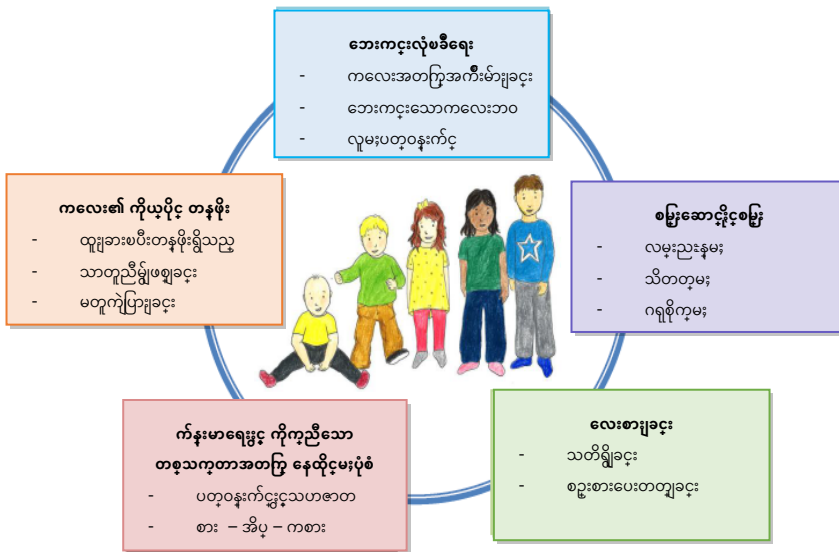 ဘေးကင်းလုံခြုံရေး
- ကလေးအတွက်အကျိုးများခြင်း
- ဘေးကင်းသောကလေးဘဝ
- လူမှုပတ်ဝန်းကျင်
ကလေး၏ ကိုယ်ပိုင် တန်ဖိုး
- ထူးခြားပြီးတန်ဖိုးရှိသည်
- သာတူညီမျှဖြစ်ခြင်း
- မတူကွဲပြားခြင်း
စွမ်းဆောင်နိုင်စွမ်း
- လမ်းညွှန်မှု
- သိတတ်မှု
- ဂရုစိုက်မှု
ကျန်းမာရေးနှင့် ကိုက်ညီသော
တစ်သက်တာအတွက် နေထိုင်မှုပုံစံ
- ပတ်ဝန်းကျင်နှင့်သဟဇာတ
- စား – အိပ် – ကစား
လေးစားခြင်း
- သတိရှိခြင်း
- စဉ်းစားပေးတတ်ခြင်း